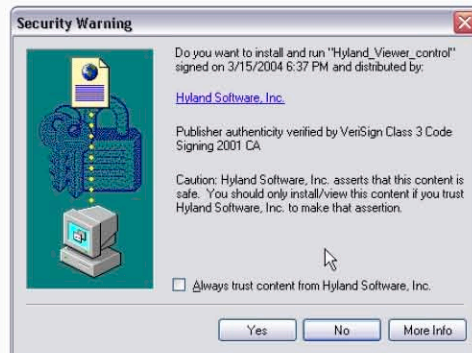 Security Warning
Do you want to install and run "Hyland_Viewer_control"
signed on 3/15/2004 6:37 PM and distributed by:
Hyland Software, Inc.
Publisher authenticity verified by VeriSign Class 3 Code
Signing 2001 CA
Caution: Hyland Software, Inc. asserts that this content is
safe. You should only install/view this content if you trust
Hyland Software, Inc. to make that assertion.
Always trust content from Hyland Software, Inc.
Yes No More Info